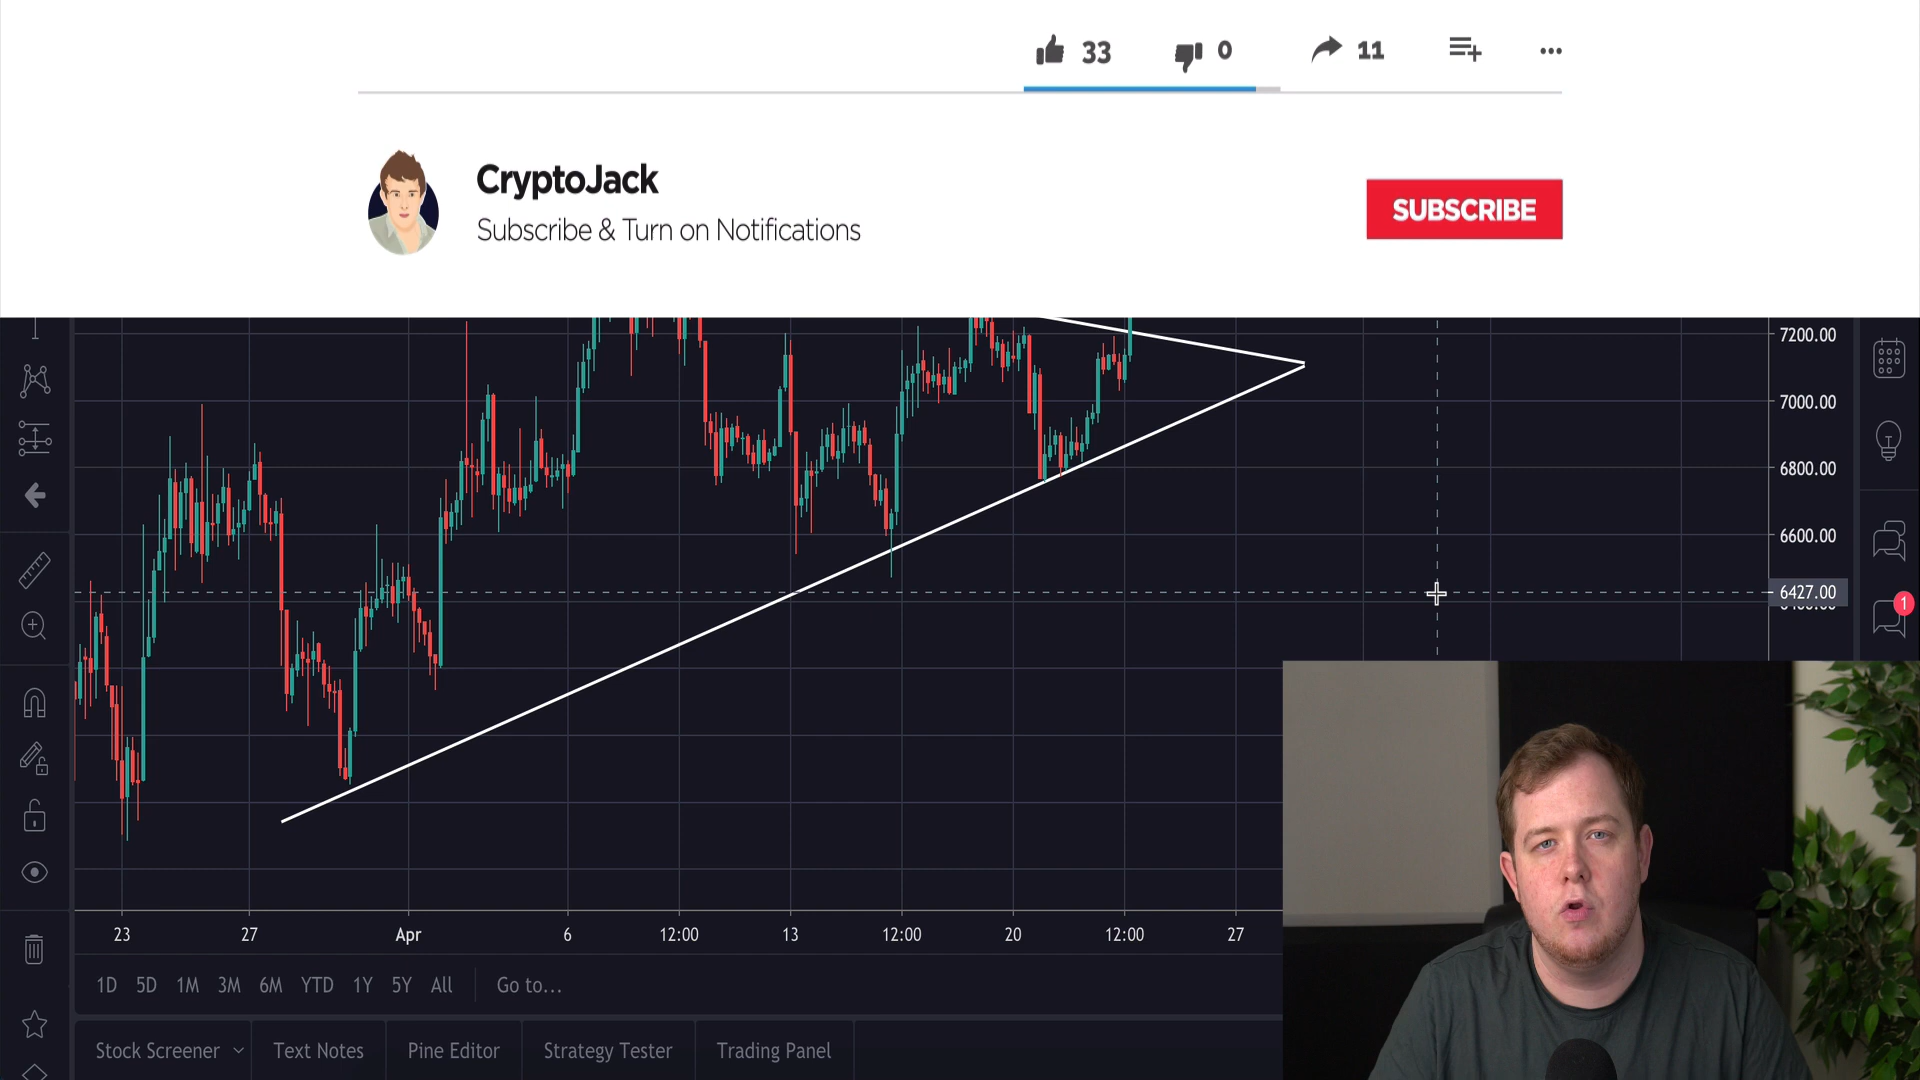 33
0
11
CryptoJack
Subscribe & Turn on Notifications
SUBSCRIBE
7200.00
7000.00
6800.00
6600.00
6427.00
1
23 27 Apr 6 12:00 13 12:00 20 12:00 27
1D 5D 1M 3M 6M YTD 1Y 5Y All Go to...
Stock Screener Text Notes Pine Editor Strategy Tester Trading Panel